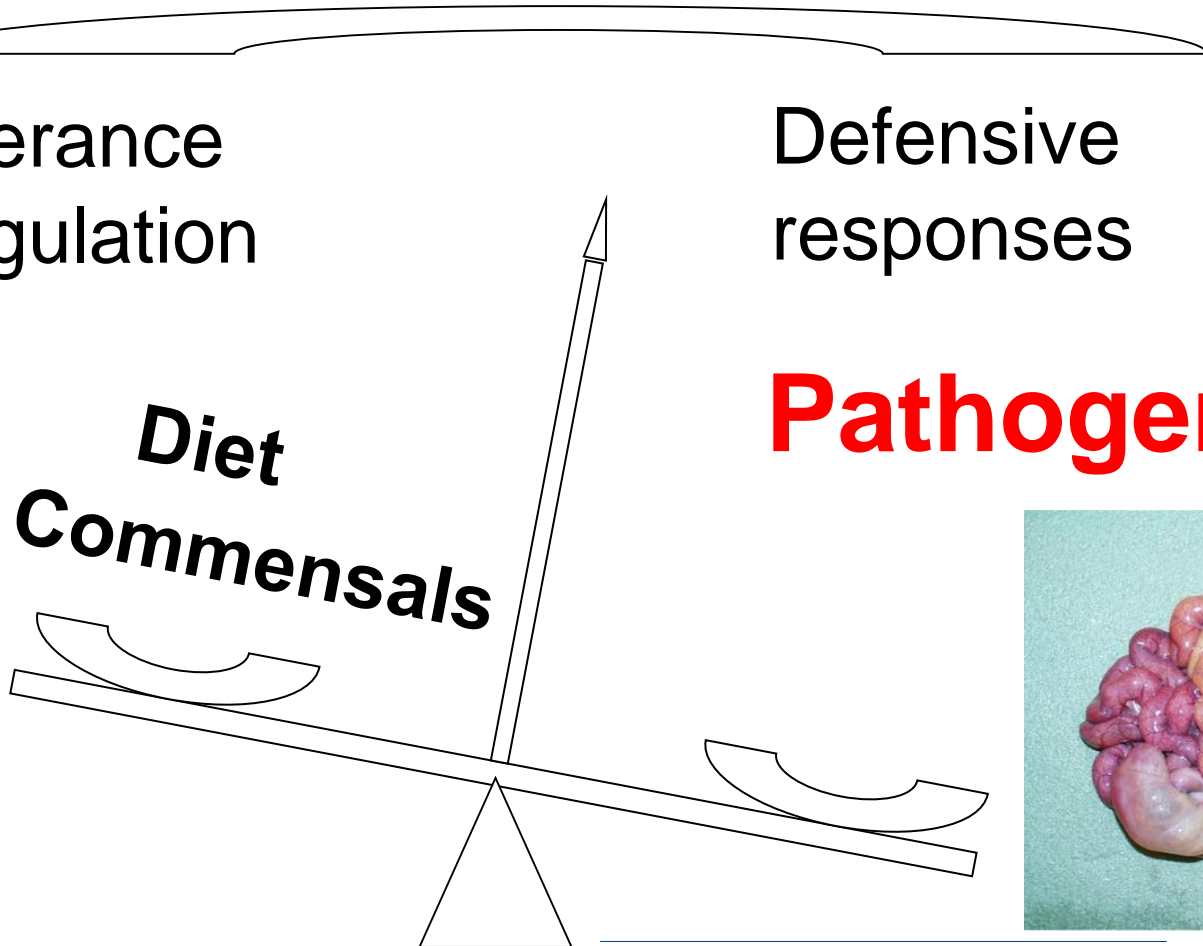 erance
gulation
Defensive
responses
Diet
Commensals
Pathoge